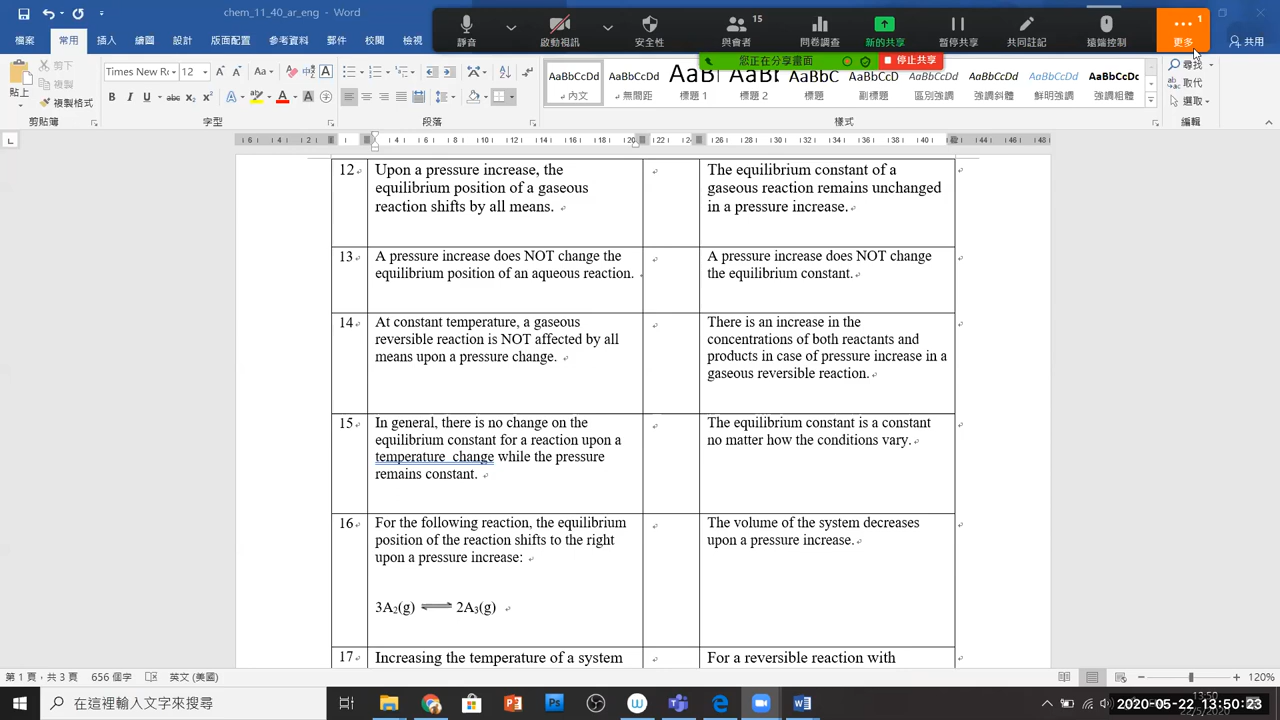 chem_11_40_ar_eng - Word
靜音
啟動視訊
安全性
15
與會者
問卷調查
新的共享
暫停共享
共同註記
遠端控制
1
更多
檔案
常用
插入
繪圖
設計
版面配置
參考資料
郵件
校閱
檢
您正在分享畫面
停止共享
共用
貼上
剪下
複製
複製格式
Times New Ro
12
AaBbCcDd
內文
AaBbCcDd
無間距
AaBl
標題 1
AaBb(
標題 2
AaBbC
標題
AaBbCcD
副標題
AaBbCcDd
區別強調
AaBbCcDd
強調斜體
AaBbCcDd
鮮明強調
AaBbCcDc
強調粗體
尋找
取代
選取
剪貼簿
字型
段落
樣式
編輯
12
Upon a pressure increase, the
equilibrium position of a gaseous
reaction shifts by all means.
The equilibrium constant of a
gaseous reaction remains unchanged
in a pressure increase.
13
A pressure increase does NOT change the
equilibrium position of an aqueous reaction.
A pressure increase does NOT change
the equilibrium constant.
14
At constant temperature, a gaseous
reversible reaction is NOT affected by all
means upon a pressure change.
There is an increase in the
concentrations of both reactants and
products in case of pressure increase in a
gaseous reversible reaction.
15
In general, there is no change on the
equilibrium constant for a reaction upon a
temperature change while the pressure
remains constant.
The equilibrium constant is a constant
no matter how the conditions vary.
16
For the following reaction, the equilibrium
position of the reaction shifts to the right
upon a pressure increase:
3A₂(g) ⇌ 2A₃(g)
The volume of the system decreases
upon a pressure increase.
17
Increasing the temperature of a system
For a reversible reaction with
第 1 頁，共 3 頁
656 個字
英文 (美國)
120%
在這裡輸入文字來搜尋
2020-05-22 13:50:23